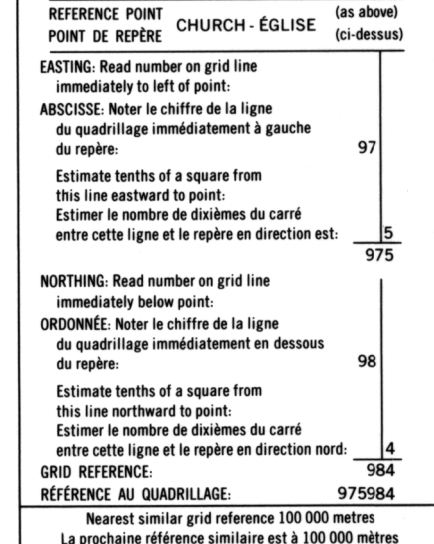 REFERENCE POINT CHURCH - ÉGLISE (as above)
POINT DE REPÈRE (ci-dessus)
EASTING: Read number on grid line
immediately to left of point:
ABSCISSE: Noter le chiffre de la ligne
du quadrillage immédiatement à gauche
du repère: 97
Estimate tenths of a square from
this line eastward to point:
Estimer le nombre de dixièmes du carré
entre cette ligne et le repère en direction est: 5
975
NORTHING: Read number on grid line
immediately below point:
ORDONNÉE: Noter le chiffre de la ligne
du quadrillage immédiatement en dessous
du repère: 98
Estimate tenths of a square from
this line northward to point:
Estimer le nombre de dixièmes du carré
entre cette ligne et le repère en direction nord: 4
GRID REFERENCE: 984
RÉFÉRENCE AU QUADRILLAGE: 975984
Nearest similar grid reference 100 000 metres
La prochaine référence similaire est à 100 000 mètres